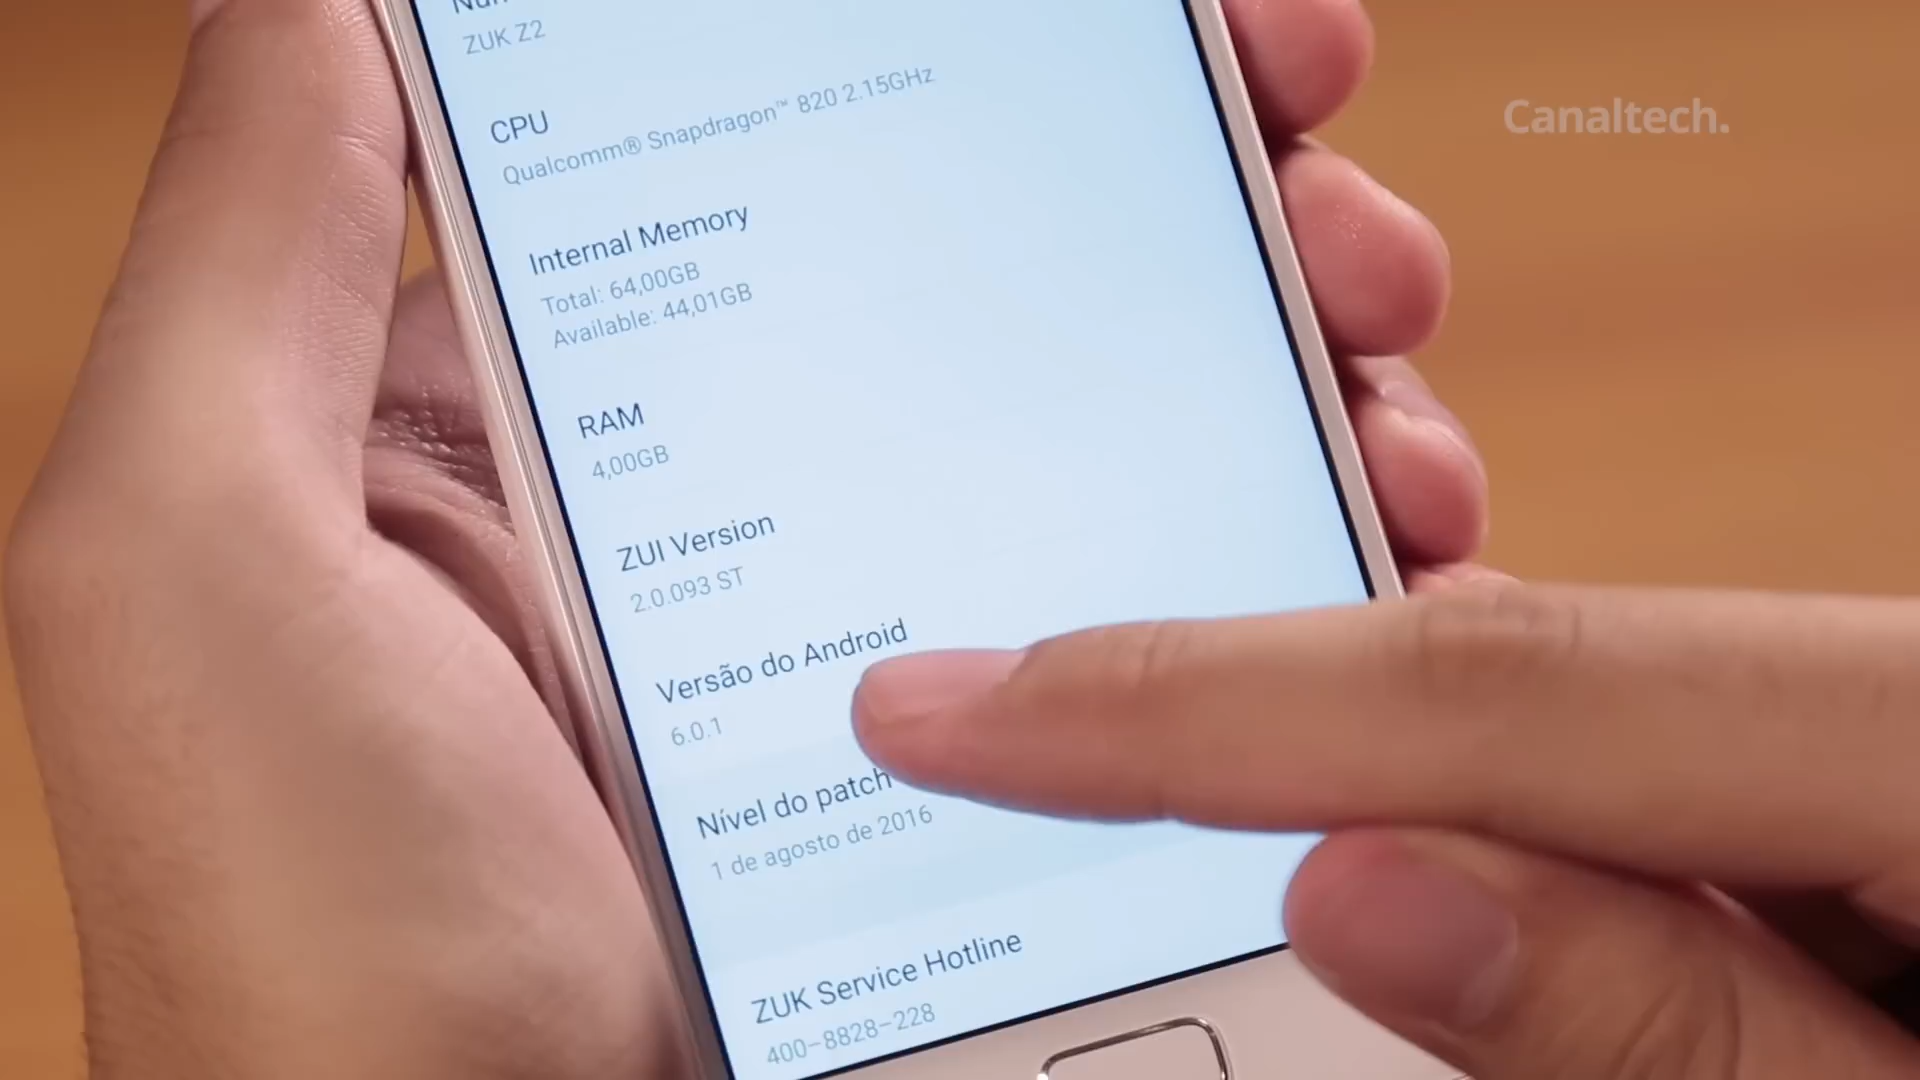 ZUK Z2
CPU
Qualcomm® Snapdragon™ 820 2.15GHz
Internal Memory
Total: 64,00GB
Available: 44,01GB
RAM
4,00GB
ZUI Version
2.0.093 ST
Versão do Android
6.0.1
Nível do patch
1 de agosto de 2016
ZUK Service Hotline
400-8828-228
Canaltech.